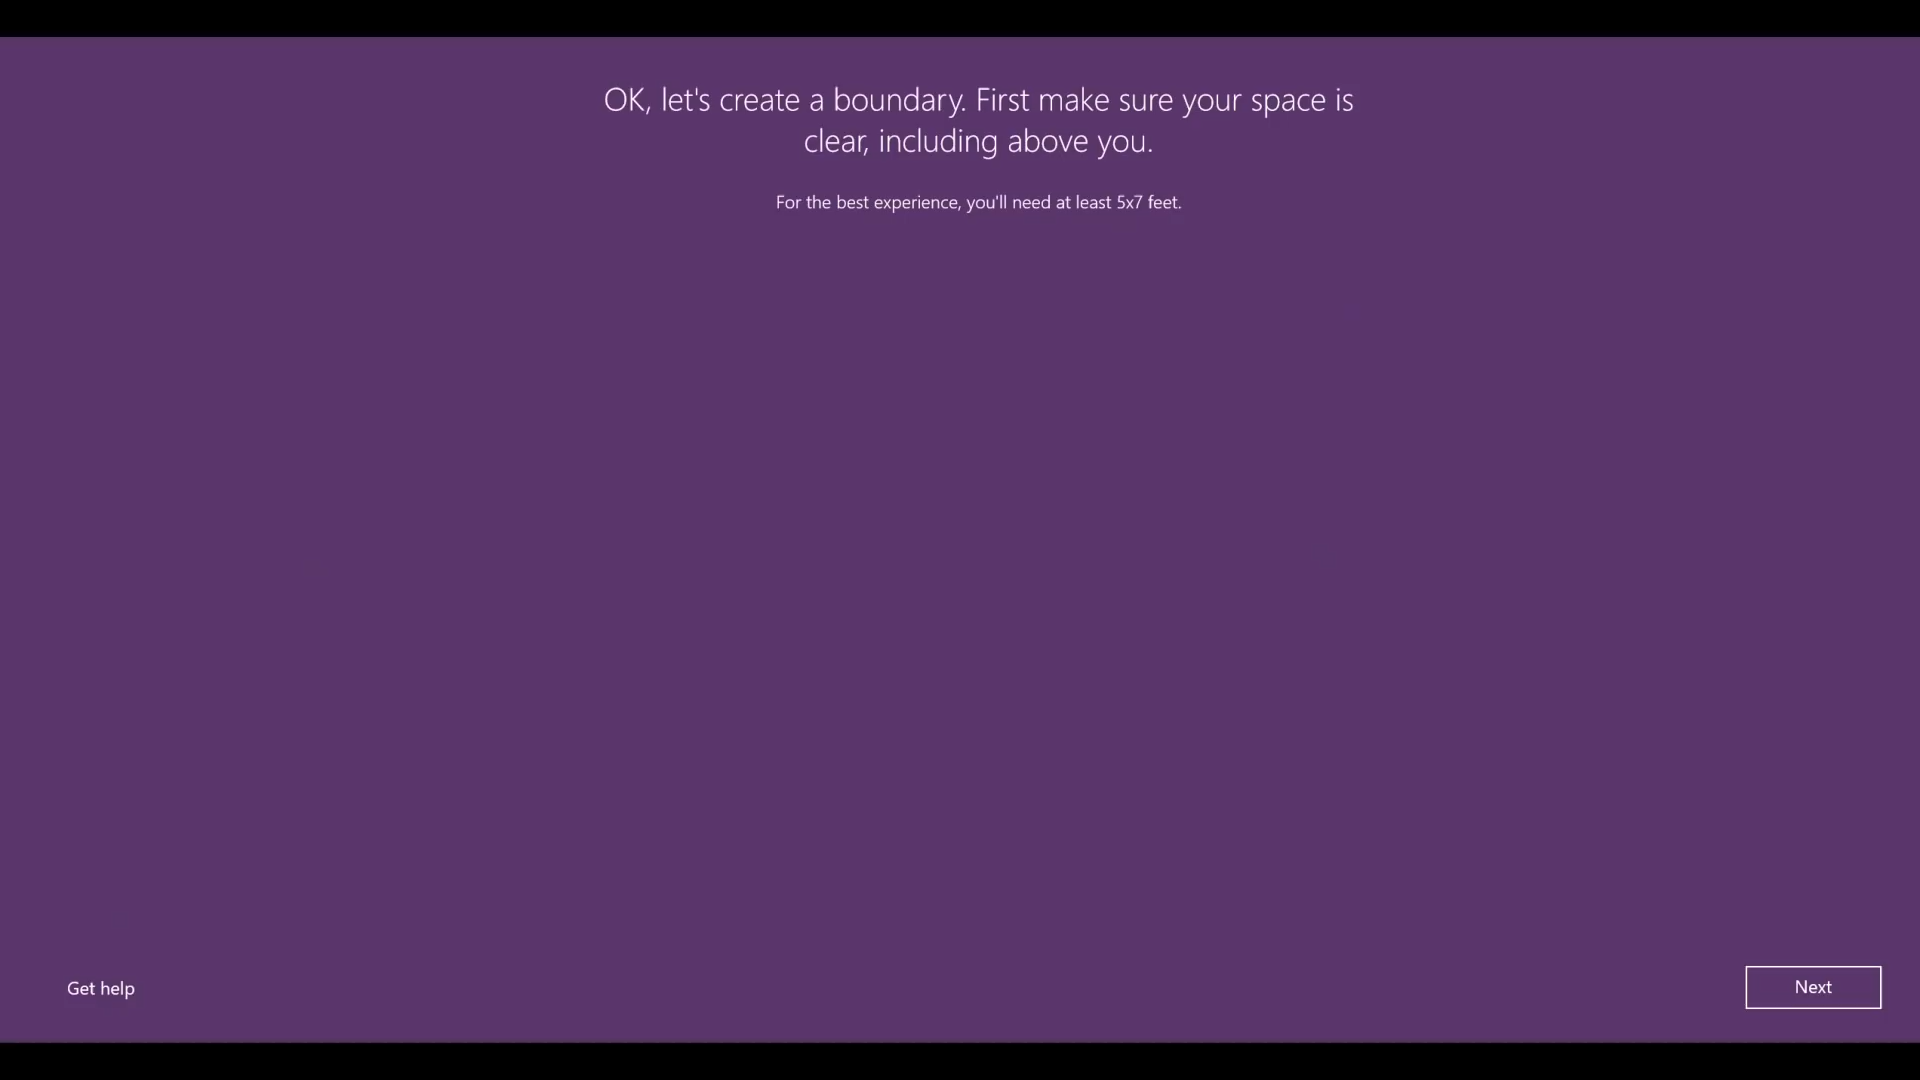 OK, let's create a boundary. First make sure your space is
clear, including above you.
For the best experience, you'll need at least 5x7 feet.
Get help
Next